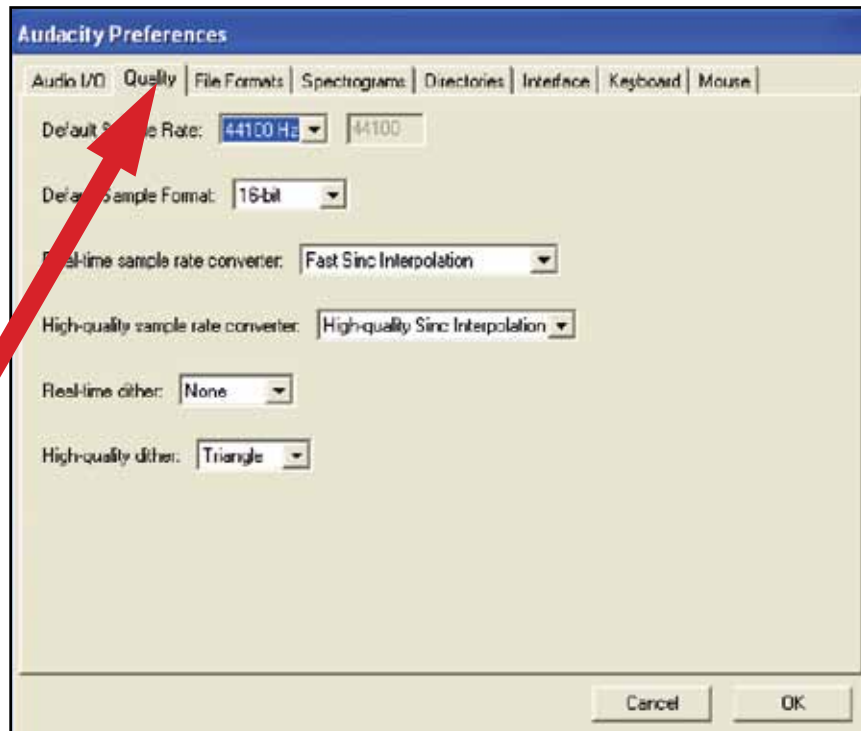 Audacity Preferences
Audio I/O Quality File Formats Spectrograms Directories Interface Keyboard Mouse
Default Rate: 44100 Hz 44100
Sample Format: 16-bit
sample rate converter: Fast Sinc Interpolation
High-quality sample rate converter: High-quality Sinc Interpolation
Real-time dither: None
High-quality dither: Triangle
Cancel OK